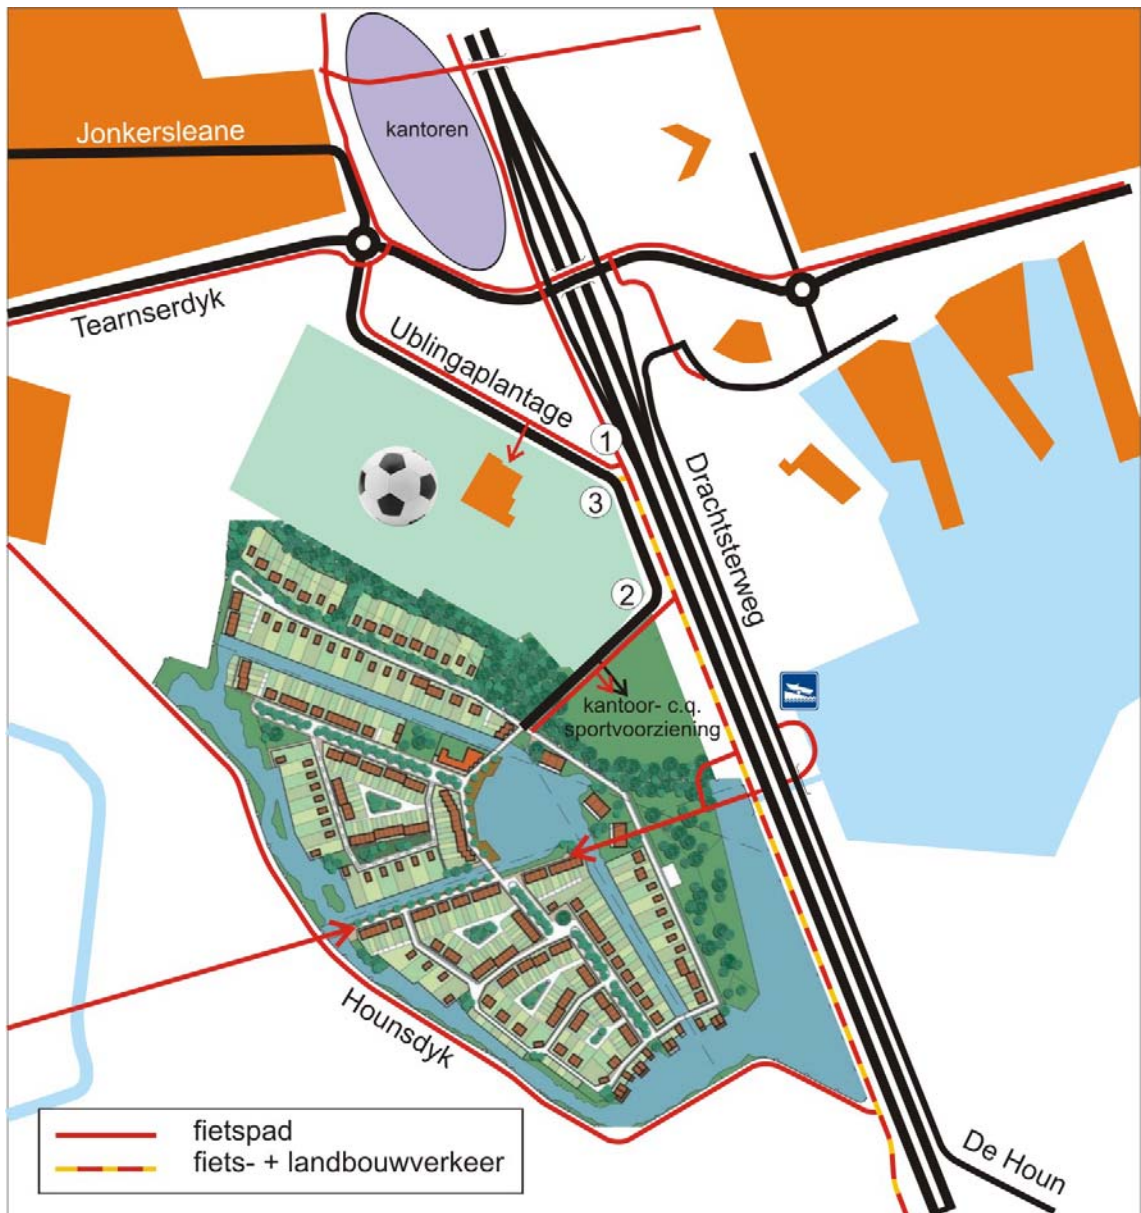 kantoren
Jonkersleane
Tearnserdyk
Ublingaplantage
1
Drachtsterweg
3
2
kantoor- c.q.
sportvoorziening
Hounsdyk
De Houn
fietspad
fiets- + landbouwverkeer